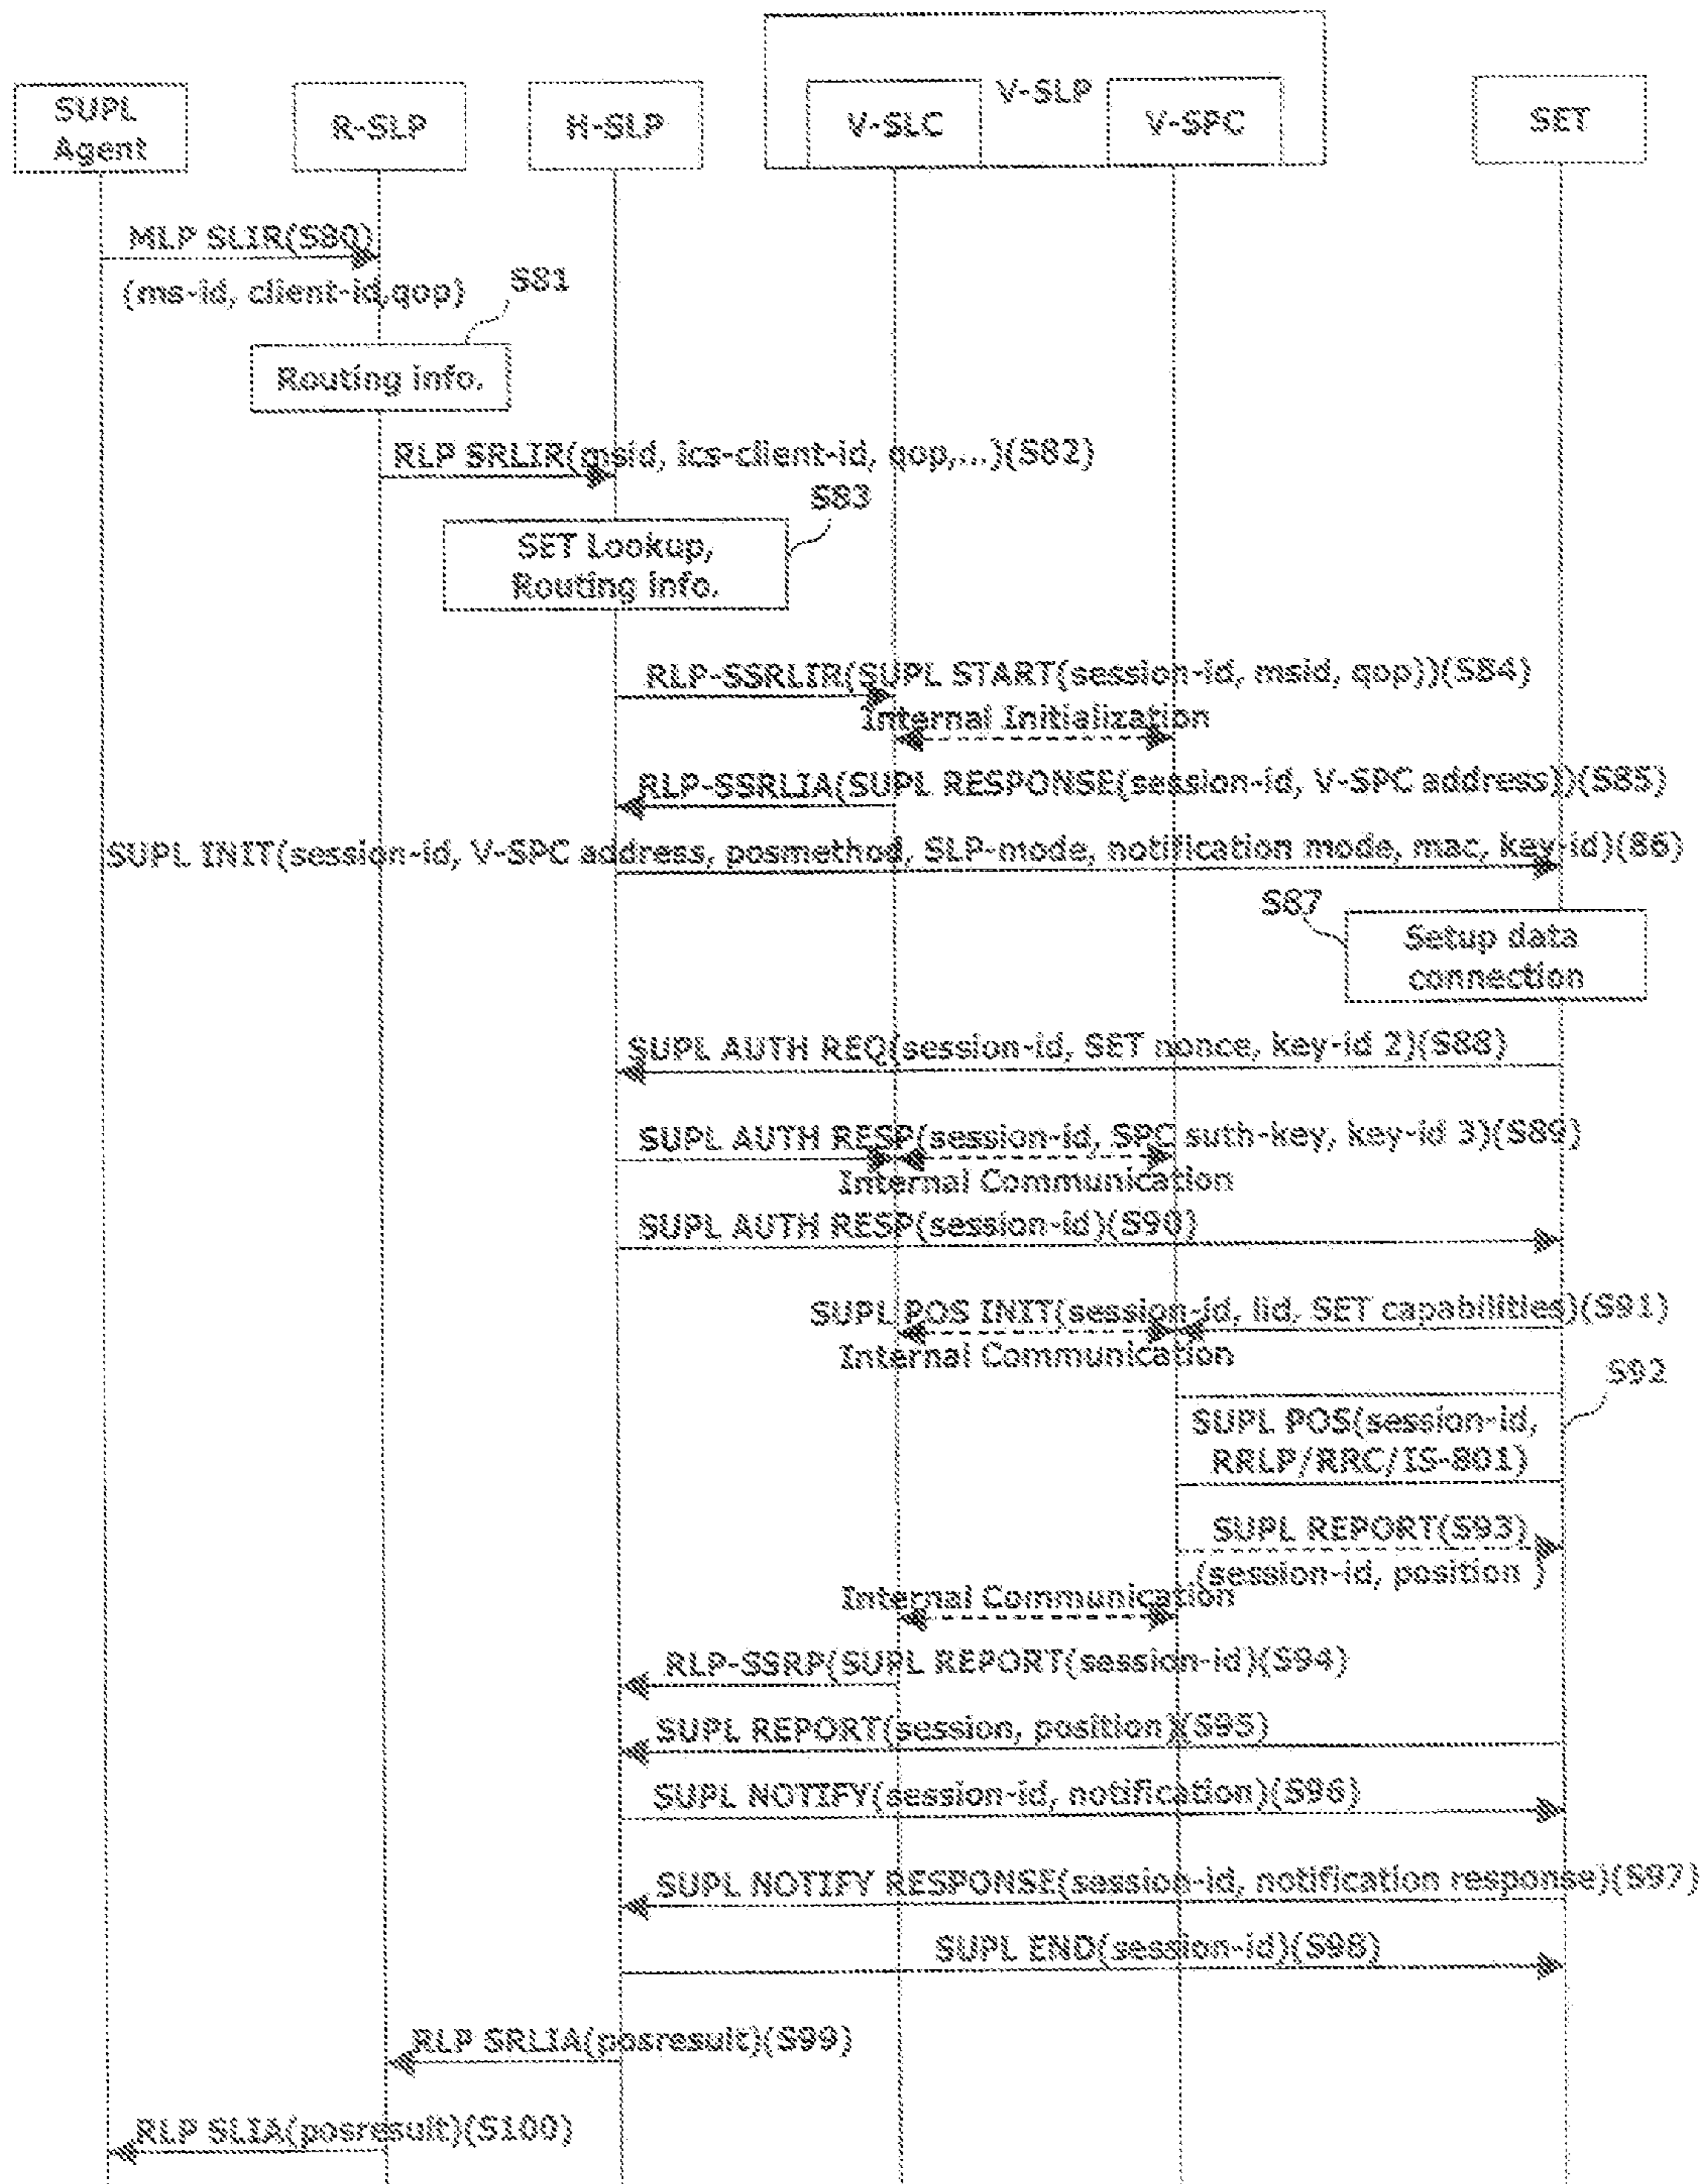 SUPL
Agent
R-SLP
H-SLP
V-SLP
V-SLC
V-SPC
SET
MLP SLIR(S80)
(ms-id, client-id,qop)
S81
Routing info.
RLP SRLIR(msid, ics-client-id, qop,...)(S82)
S83
SET Lookup,
Routing info.
RLP-SSRLIR(SUPL START(session-id, msid, qop))(S84)
Internal Initialization
RLP-SSRLIA(SUPL RESPONSE(session-id, V-SPC address))(S85)
SUPL INIT(session-id, V-SPC address, posmethod, SLP-mode, notification mode, mac, key-id)(86)
S87
Setup data
connection
SUPL AUTH REQ(session-id, SET nonce, key-id 2)(S88)
SUPL AUTH RESP(session-id, SPC suth-key, key-id 3)(S89)
Internal Communication
SUPL AUTH RESP(session-id)(S90)
SUPL POS INIT(session-id, lid, SET capabilities)(S91)
Internal Communication
S92
SUPL POS(session-id,
RRLP/RRC/IS-801)
SUPL REPORT(S93)
(session-id, position )
Internal Communication
RLP-SSRP(SUPL REPORT(session-id)(S94)
SUPL REPORT(session, position)(S95)
SUPL NOTIFY(session-id, notification)(S96)
SUPL NOTIFY RESPONSE(session-id, notification response)(S97)
SUPL END(session-id)(S98)
RLP SRLIA(posresult)(S99)
RLP SLIA(posresult)(S100)